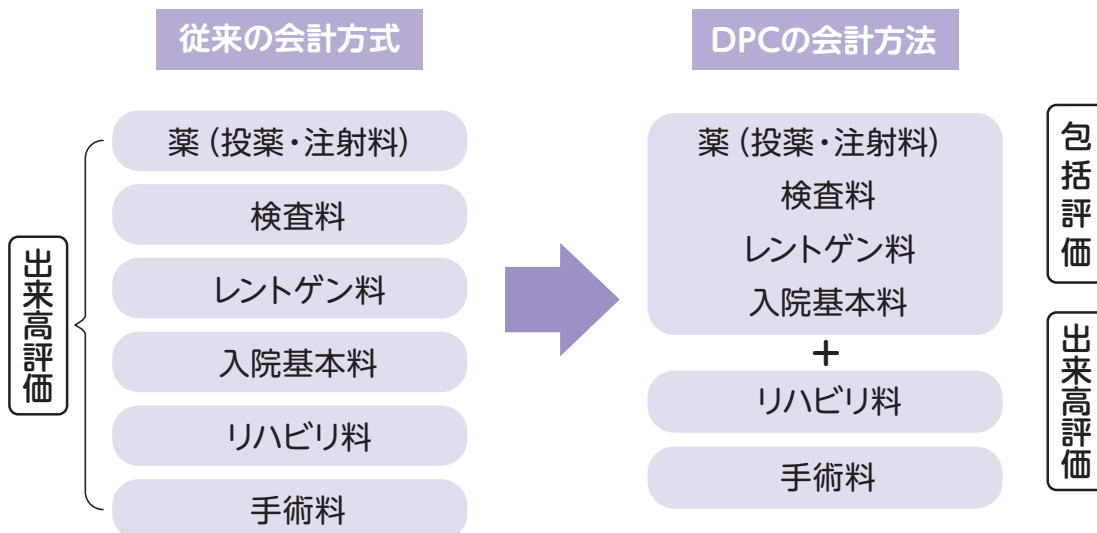 従来の会計方式
出来高評価
薬（投薬・注射料）
検査料
レントゲン料
入院基本料
リハビリ料
手術料
DPCの会計方法
薬（投薬・注射料）
検査料
レントゲン料
入院基本料
+
リハビリ料
手術料
包括評価
出来高評価